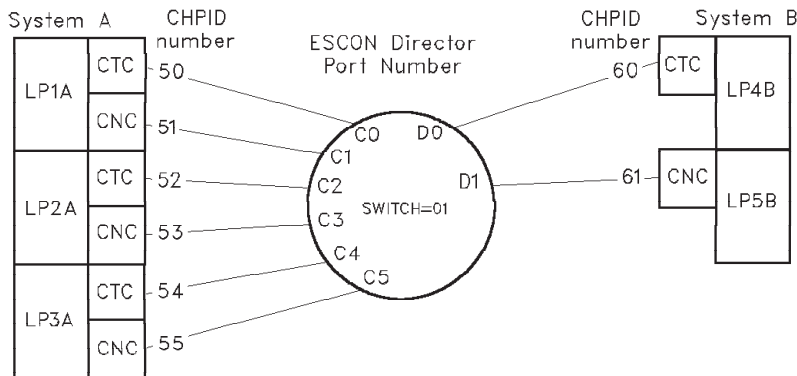 System A
CHPID
number
ESCON Director
Port Number
CHPID
number
System B
LP1A
CTC
50
CNC
51
LP2A
CTC
52
CNC
53
LP3A
CTC
54
CNC
55
C0
D0
C1
C2
D1
C3
SWITCH=01
C4
C5
60
CTC
LP4B
61
CNC
LP5B